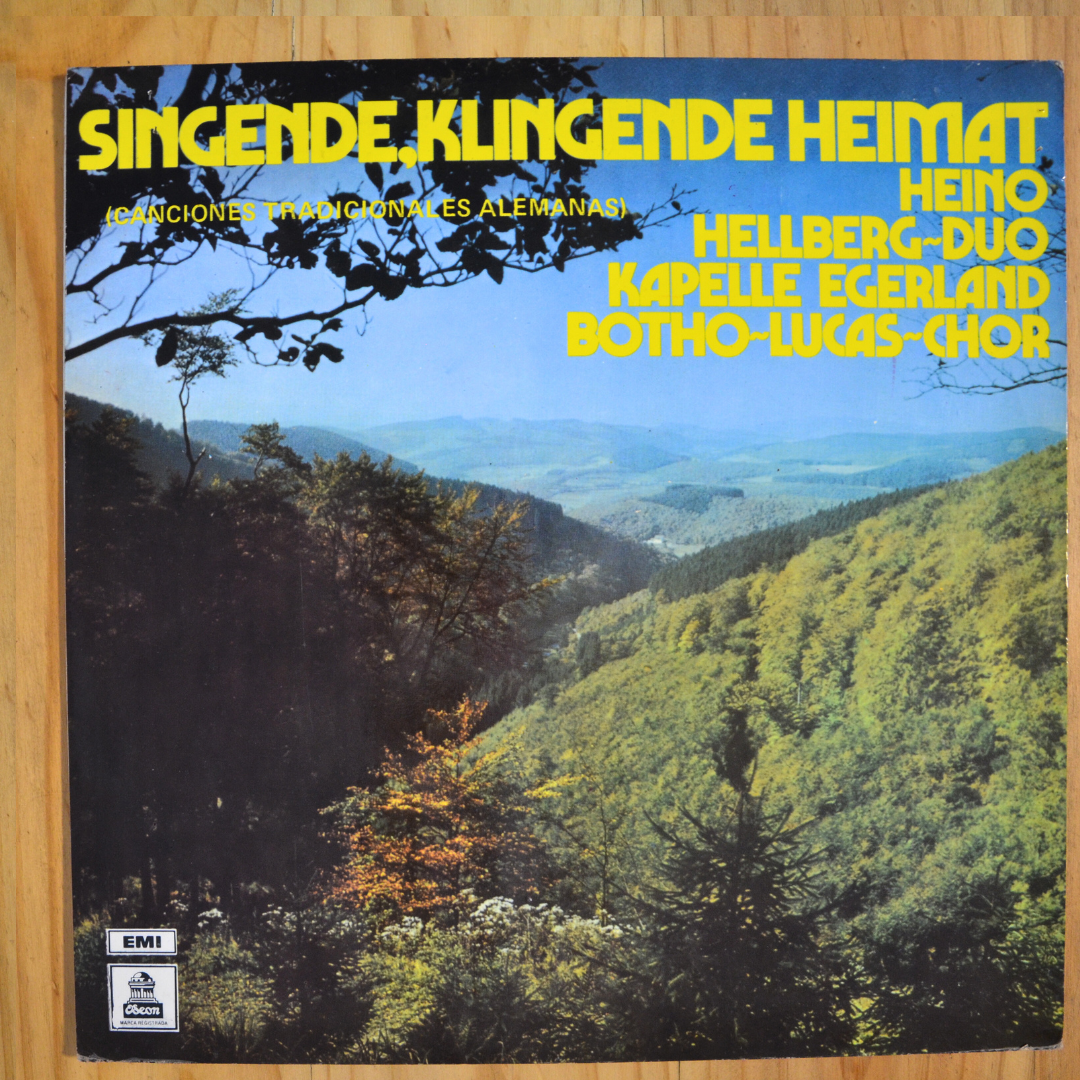 SINGENDE, KLINGENDE HEIMAT
(CANCIONES TRADICIONALES ALEMANAS)
HEINO
HELLBERG~DUO
KAPELLE EGERLAND
BOTHO~LUCAS~CHOR
EMI
Odeon
MARCA REGISTRADA